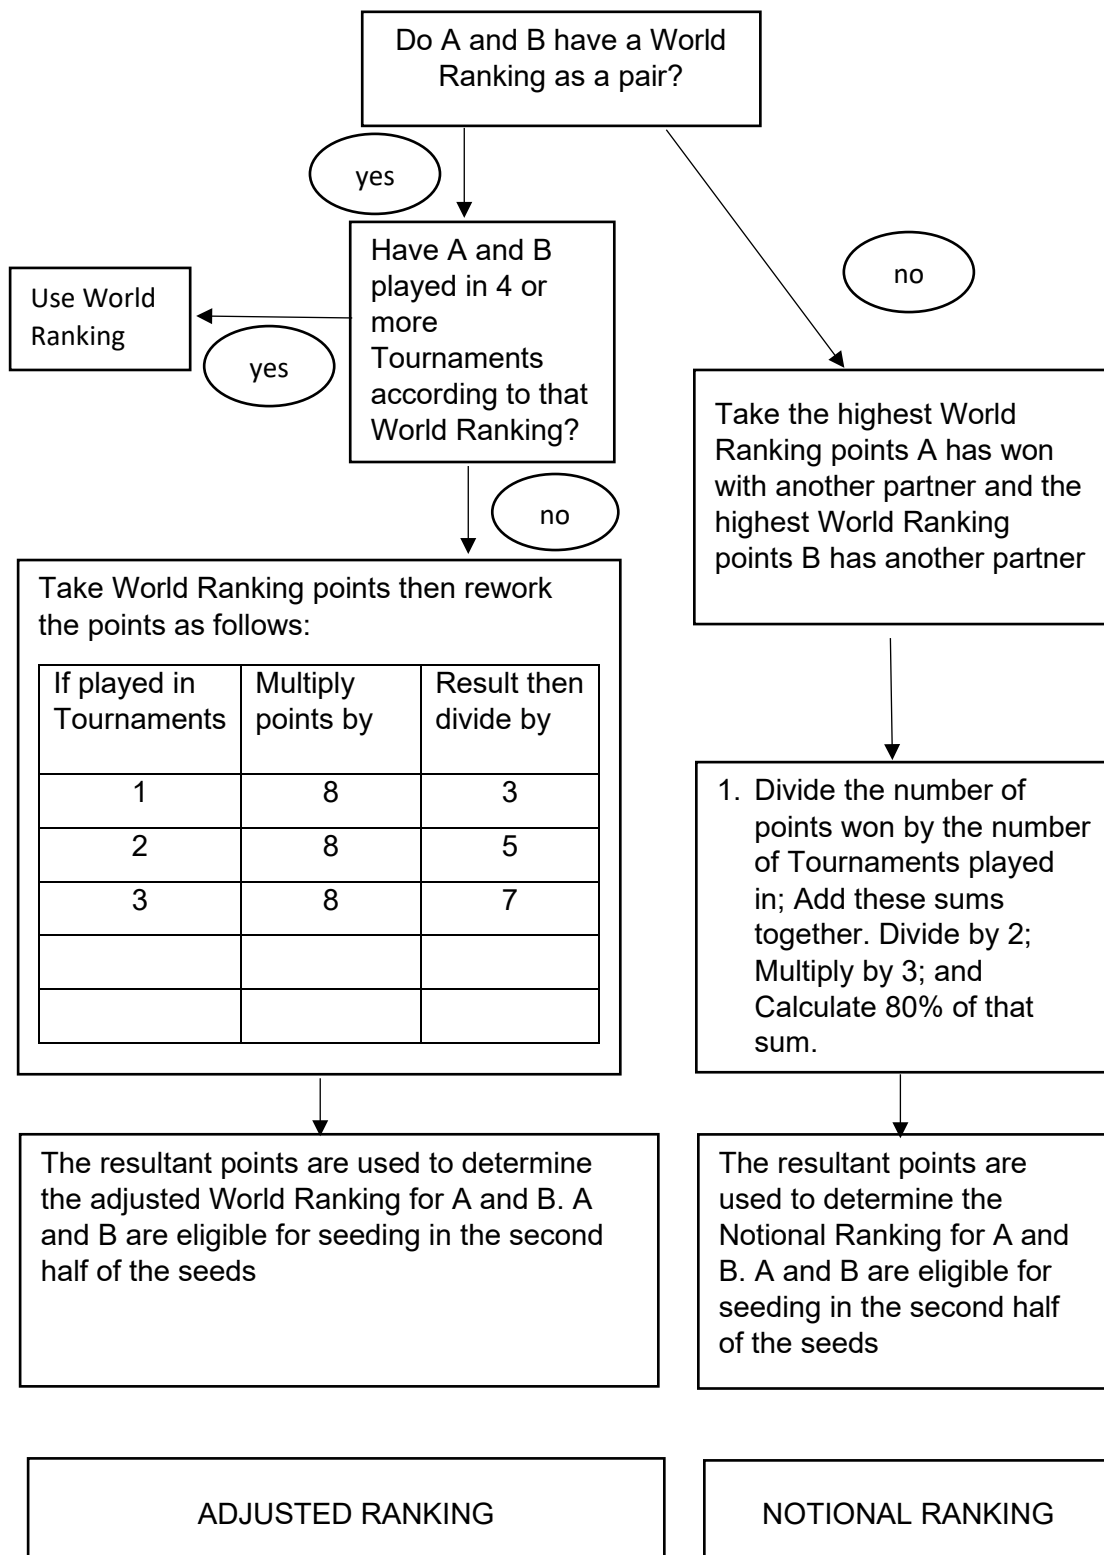 Do A and B have a World
Ranking as a pair?
yes
no
Have A and B
played in 4 or
more
Tournaments
according to that
World Ranking?
Use World
Ranking
yes
no
Take the highest World
Ranking points A has won
with another partner and the
highest World Ranking
points B has another partner
Take World Ranking points then rework
the points as follows:
If played in
Tournaments
Multiply
points by
Result then
divide by
1 8 3
2 8 5
3 8 7
1. Divide the number of
points won by the number
of Tournaments played
in; Add these sums
together. Divide by 2;
Multiply by 3; and
Calculate 80% of that
sum.
The resultant points are used to determine
the adjusted World Ranking for A and B. A
and B are eligible for seeding in the second
half of the seeds
The resultant points are
used to determine the
Notional Ranking for A and
B. A and B are eligible for
seeding in the second half
of the seeds
ADJUSTED RANKING
NOTIONAL RANKING